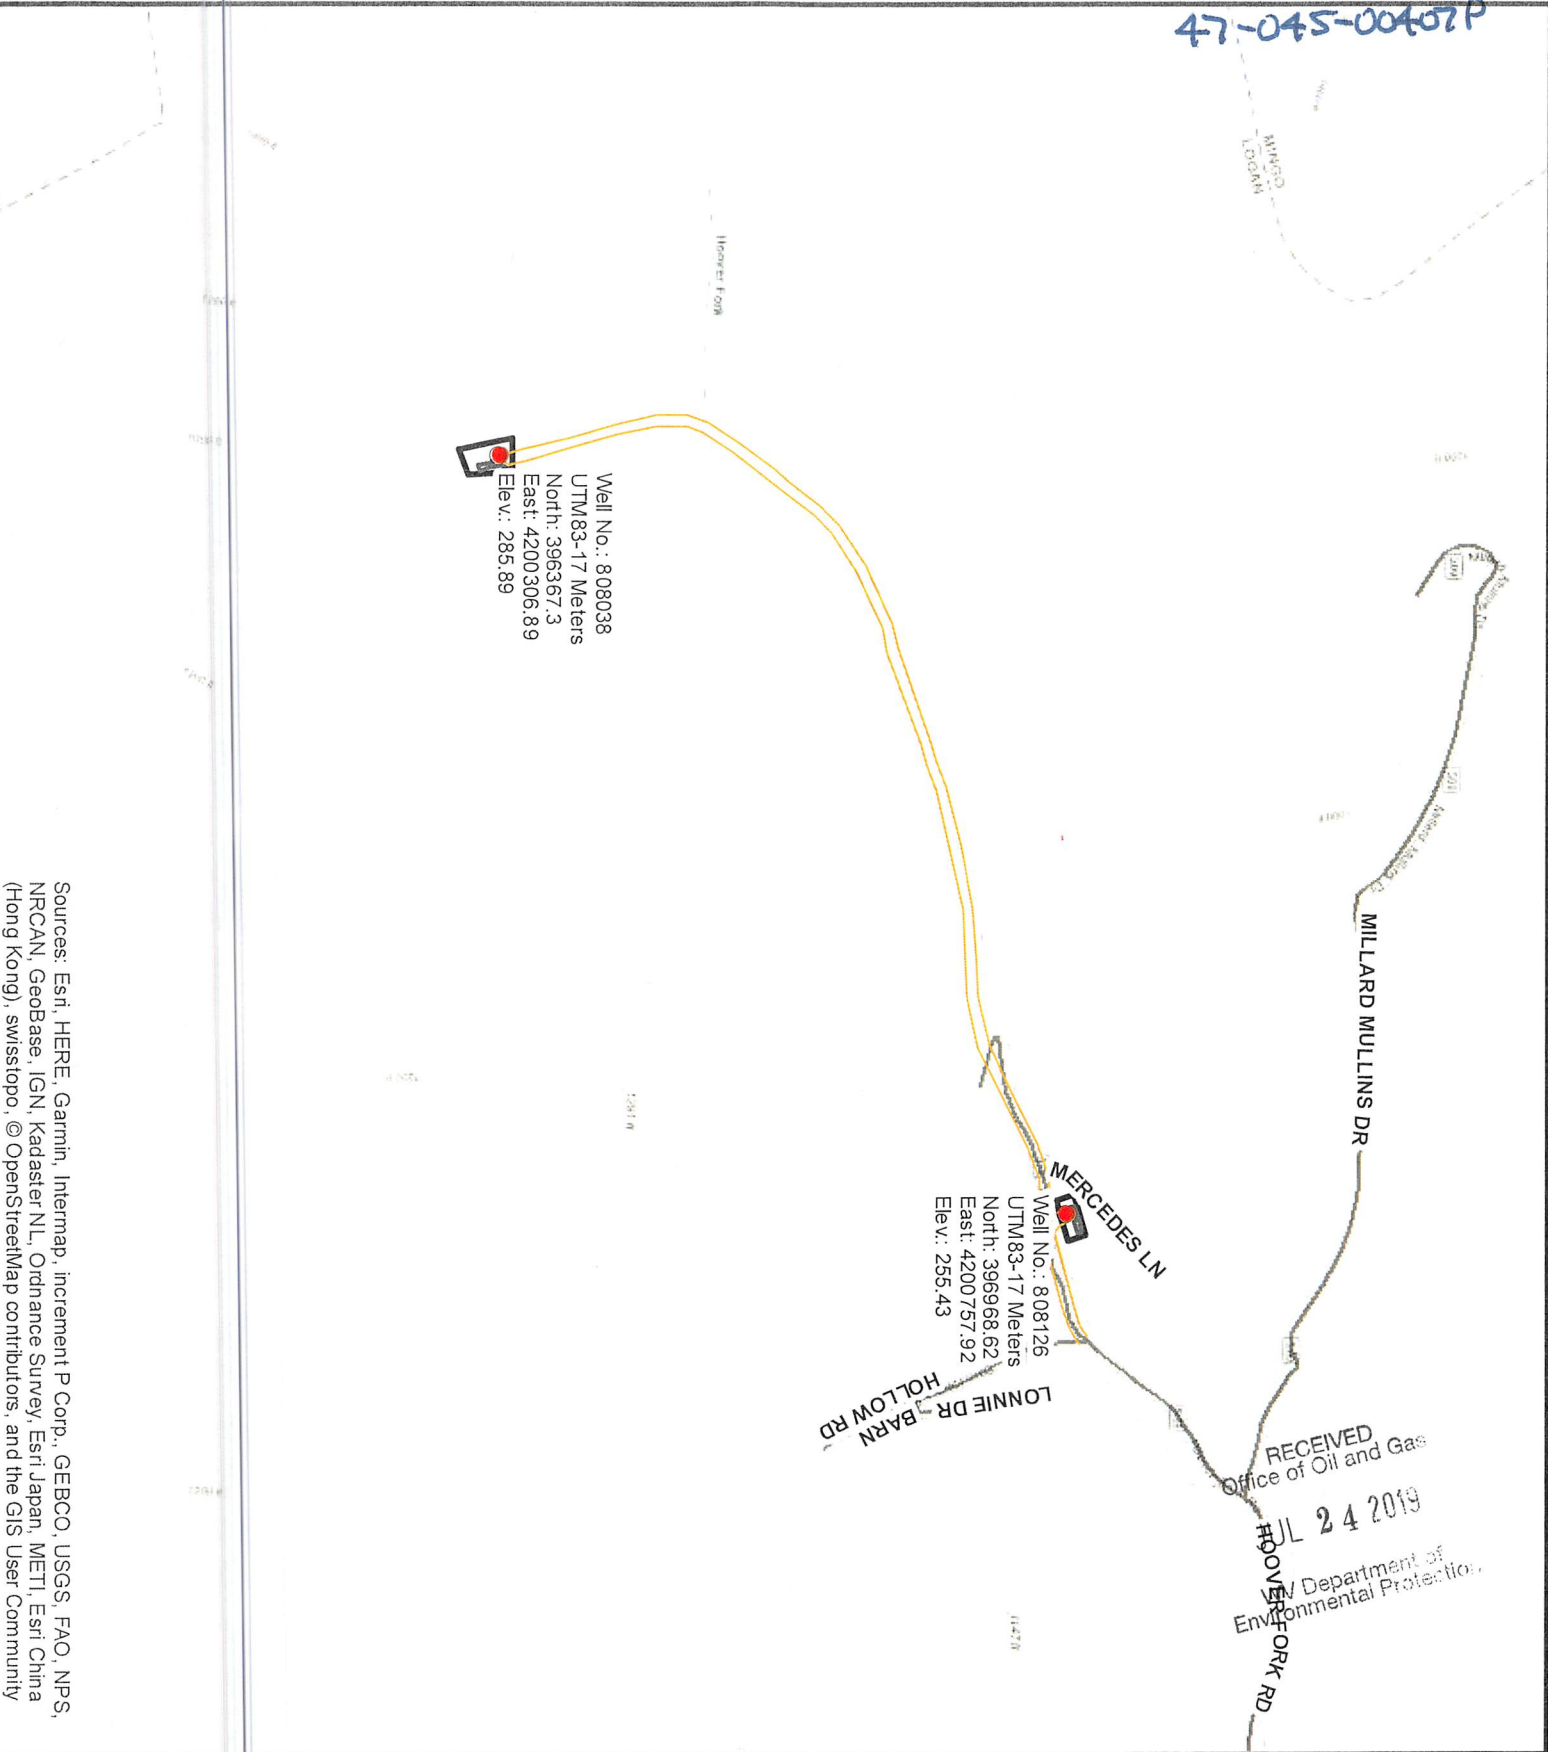 47-045-00407P
MINGO
LOGAN
Hoover Fork
Well No.: 808038
UTM83-17 Meters
North: 396367.3
East: 4200306.89
Elev.: 285.89
MILLARD MULLINS DR
MERCEDES LN
Well No.: 808126
UTM83-17 Meters
North: 396968.62
East: 4200757.92
Elev.: 255.43
LONNIE DR
BARN
HOLLOW RD
RECEIVED
Office of Oil and Gas
JUL 24 2019
WV Department of
Environmental Protection
HOOVER FORK RD
Sources: Esri, HERE, Garmin, Intermap, increment P Corp., GEBCO, USGS, FAO, NPS,
NRCAN, GeoBase, IGN, Kadaster NL, Ordnance Survey, Esri Japan, METI, Esri China
(Hong Kong), swisstopo, © OpenStreetMap contributors, and the GIS User Community